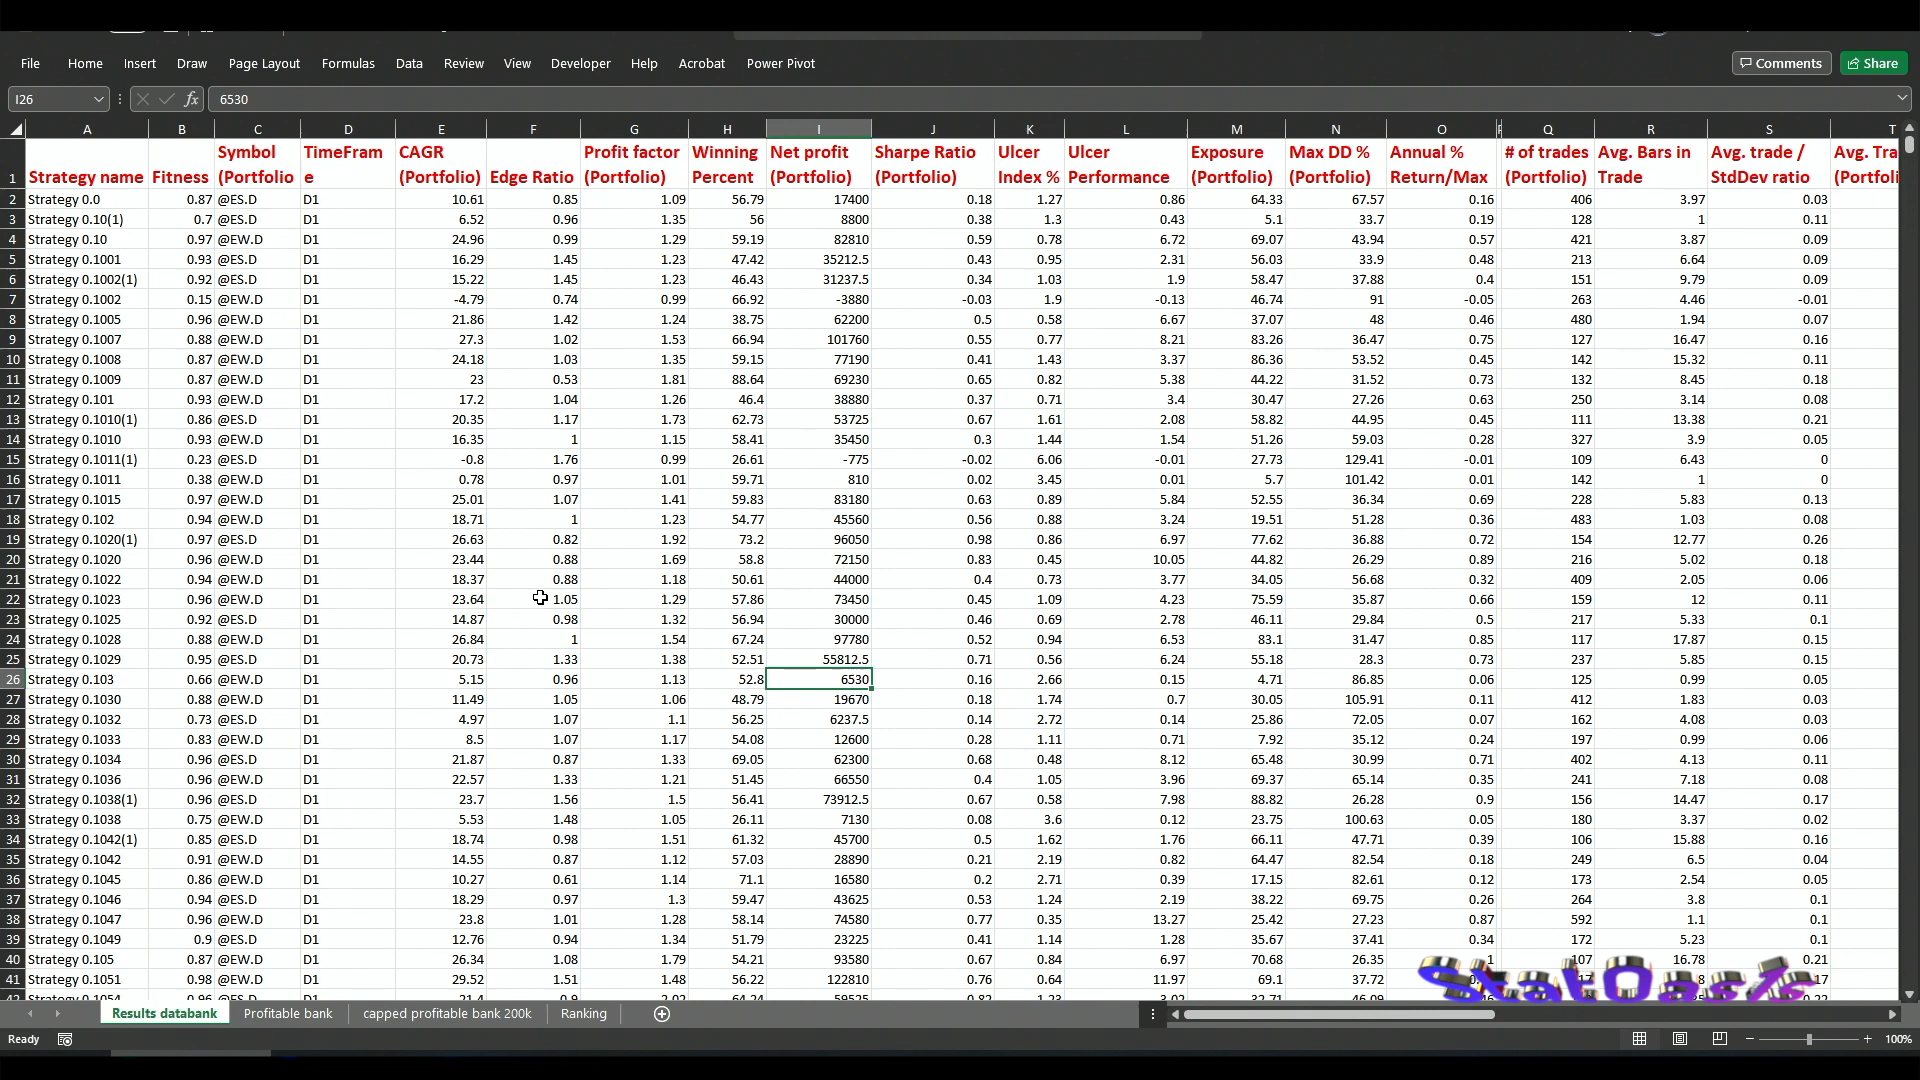 File Home Insert Draw Page Layout Formulas Data Review View Developer Help Acrobat Power Pivot Comments Share
I26 fx 6530
A B C D E F G H I J K L M N O F Q R S T
1 Strategy name Fitness Symbol (Portfolio TimeFram e CAGR (Portfolio) Edge Ratio Profit factor (Portfolio) Winning Percent Net profit (Portfolio) Sharpe Ratio (Portfolio) Ulcer Index % Ulcer Performance Exposure (Portfolio) Max DD % (Portfolio) Annual % Return/Max # of trades (Portfolio) Avg. Bars in Trade Avg. trade / StdDev ratio Avg. Tra (Portfoli
2 Strategy 0.0 0.87 @ES.D D1 10.61 0.85 1.09 56.79 17400 0.18 1.27 0.86 64.33 67.57 0.16 406 3.97 0.03
3 Strategy 0.10(1) 0.7 @ES.D D1 6.52 0.96 1.35 56 8800 0.38 1.3 0.43 5.1 33.7 0.19 128 1 0.11
4 Strategy 0.10 0.97 @EW.D D1 24.96 0.99 1.29 59.19 82810 0.59 0.78 6.72 69.07 43.94 0.57 421 3.87 0.09
5 Strategy 0.1001 0.93 @ES.D D1 16.29 1.45 1.23 47.42 35212.5 0.43 0.95 2.31 56.03 33.9 0.48 213 6.64 0.09
6 Strategy 0.1002(1) 0.92 @ES.D D1 15.22 1.45 1.23 46.43 31237.5 0.34 1.03 1.9 58.47 37.88 0.4 151 9.79 0.09
7 Strategy 0.1002 0.15 @EW.D D1 -4.79 0.74 0.99 66.92 -3880 -0.03 1.9 -0.13 46.74 91 -0.05 263 4.46 -0.01
8 Strategy 0.1005 0.96 @EW.D D1 21.86 1.42 1.24 38.75 62200 0.5 0.58 6.67 37.07 48 0.46 480 1.94 0.07
9 Strategy 0.1007 0.88 @EW.D D1 27.3 1.02 1.53 66.94 101760 0.55 0.77 8.21 83.26 36.47 0.75 127 16.47 0.16
10 Strategy 0.1008 0.87 @EW.D D1 24.18 1.03 1.35 59.15 77190 0.41 1.43 3.37 86.36 53.52 0.45 142 15.32 0.11
11 Strategy 0.1009 0.87 @EW.D D1 23 0.53 1.81 88.64 69230 0.65 0.82 5.38 44.22 31.52 0.73 132 8.45 0.18
12 Strategy 0.101 0.93 @EW.D D1 17.2 1.04 1.26 46.4 38880 0.37 0.71 3.4 30.47 27.26 0.63 250 3.14 0.08
13 Strategy 0.1010(1) 0.86 @ES.D D1 20.35 1.17 1.73 62.73 53725 0.67 1.61 2.08 58.82 44.95 0.45 111 13.38 0.21
14 Strategy 0.1010 0.93 @EW.D D1 16.35 1 1.15 58.41 35450 0.3 1.44 1.54 51.26 59.03 0.28 327 3.9 0.05
15 Strategy 0.1011(1) 0.23 @ES.D D1 -0.8 1.76 0.99 26.61 -775 -0.02 6.06 -0.01 27.73 129.41 -0.01 109 6.43 0
16 Strategy 0.1011 0.38 @EW.D D1 0.78 0.97 1.01 59.71 810 0.02 3.45 0.01 5.7 101.42 0.01 142 1 0
17 Strategy 0.1015 0.97 @EW.D D1 25.01 1.07 1.41 59.83 83180 0.63 0.89 5.84 52.55 36.34 0.69 228 5.83 0.13
18 Strategy 0.102 0.94 @EW.D D1 18.71 1 1.23 54.77 45560 0.56 0.88 3.24 19.51 51.28 0.36 483 1.03 0.08
19 Strategy 0.1020(1) 0.97 @ES.D D1 26.63 0.82 1.92 73.2 96050 0.98 0.86 6.97 77.62 36.88 0.72 154 12.77 0.26
20 Strategy 0.1020 0.96 @EW.D D1 23.44 0.88 1.69 58.8 72150 0.83 0.45 10.05 44.82 26.29 0.89 216 5.02 0.18
21 Strategy 0.1022 0.94 @EW.D D1 18.37 0.88 1.18 50.61 44000 0.4 0.73 3.77 34.05 56.68 0.32 409 2.05 0.06
22 Strategy 0.1023 0.96 @EW.D D1 23.64 1.05 1.29 57.86 73450 0.45 1.09 4.23 75.59 35.87 0.66 159 12 0.11
23 Strategy 0.1025 0.92 @ES.D D1 14.87 0.98 1.32 56.94 30000 0.46 0.69 2.78 46.11 29.84 0.5 217 5.33 0.1
24 Strategy 0.1028 0.88 @EW.D D1 26.84 1 1.54 67.24 97780 0.52 0.94 6.53 83.1 31.47 0.85 117 17.87 0.15
25 Strategy 0.1029 0.95 @ES.D D1 20.73 1.33 1.38 52.51 55812.5 0.71 0.56 6.24 55.18 28.3 0.73 237 5.85 0.15
26 Strategy 0.103 0.66 @EW.D D1 5.15 0.96 1.13 52.8 6530 0.16 2.66 0.15 4.71 86.85 0.06 125 0.99 0.05
27 Strategy 0.1030 0.88 @EW.D D1 11.49 1.05 1.06 48.79 19670 0.18 1.74 0.7 30.05 105.91 0.11 412 1.83 0.03
28 Strategy 0.1032 0.73 @ES.D D1 4.97 1.07 1.1 56.25 6237.5 0.14 2.72 0.14 25.86 72.05 0.07 162 4.08 0.03
29 Strategy 0.1033 0.83 @EW.D D1 8.5 1.07 1.17 54.08 12600 0.28 1.11 0.71 7.92 35.12 0.24 197 0.99 0.06
30 Strategy 0.1034 0.96 @ES.D D1 21.87 0.87 1.33 69.05 62300 0.68 0.48 8.12 65.48 30.99 0.71 402 4.13 0.11
31 Strategy 0.1036 0.96 @EW.D D1 22.57 1.33 1.21 51.45 66550 0.4 1.05 3.96 69.37 65.14 0.35 241 7.18 0.08
32 Strategy 0.1038(1) 0.96 @ES.D D1 23.7 1.56 1.5 56.41 73912.5 0.67 0.58 7.98 88.82 26.28 0.9 156 14.47 0.17
33 Strategy 0.1038 0.75 @EW.D D1 5.53 1.48 1.05 26.11 7130 0.08 3.6 0.12 23.75 100.63 0.05 180 3.37 0.02
34 Strategy 0.1042(1) 0.85 @ES.D D1 18.74 0.98 1.51 61.32 45700 0.5 1.62 1.76 66.11 47.71 0.39 106 15.88 0.16
35 Strategy 0.1042 0.91 @EW.D D1 14.55 0.87 1.12 57.03 28890 0.21 2.19 0.82 64.47 82.54 0.18 249 6.5 0.04
36 Strategy 0.1045 0.86 @EW.D D1 10.27 0.61 1.14 71.1 16580 0.2 2.71 0.39 17.15 82.61 0.12 173 2.54 0.05
37 Strategy 0.1046 0.94 @ES.D D1 18.29 0.97 1.3 59.47 43625 0.53 1.24 2.19 38.22 69.75 0.26 264 3.8 0.1
38 Strategy 0.1047 0.96 @EW.D D1 23.8 1.01 1.28 58.14 74580 0.77 0.35 13.27 25.42 27.23 0.87 592 1.1 0.1
39 Strategy 0.1049 0.9 @ES.D D1 12.76 0.94 1.34 51.79 23225 0.41 1.14 1.28 35.67 37.41 0.34 172 5.23 0.1
40 Strategy 0.105 0.87 @EW.D D1 26.34 1.08 1.79 54.21 93580 0.67 0.84 6.97 70.68 26.35 1 107 16.78 0.21
41 Strategy 0.1051 0.98 @EW.D D1 29.52 1.51 1.48 56.22 122810 0.76 0.64 11.97 69.1 37.72
StatOasis
Results databank Profitable bank capped profitable bank 200k Ranking
Ready 100%